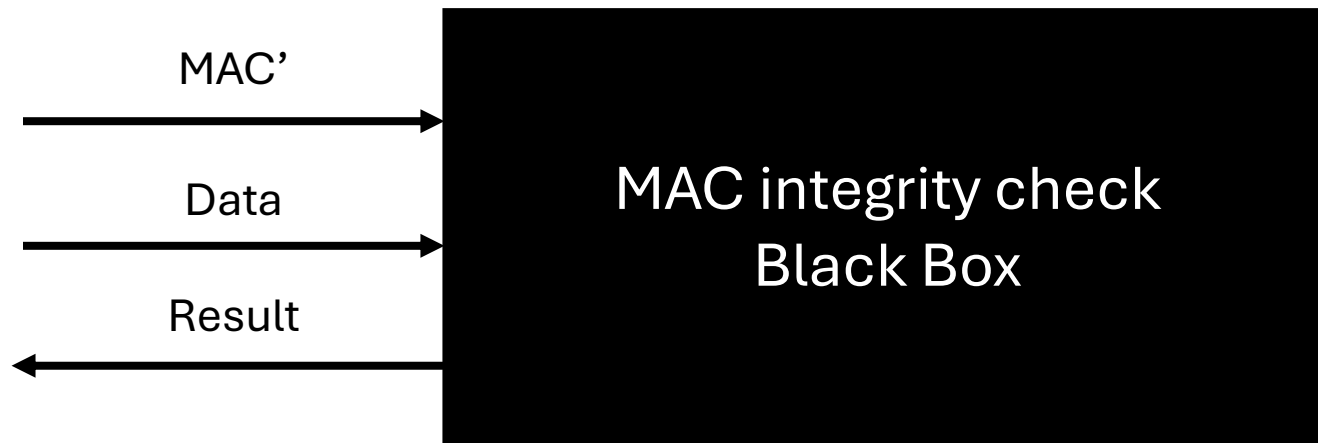 MAC’
Data
Result
MAC integrity check
Black Box